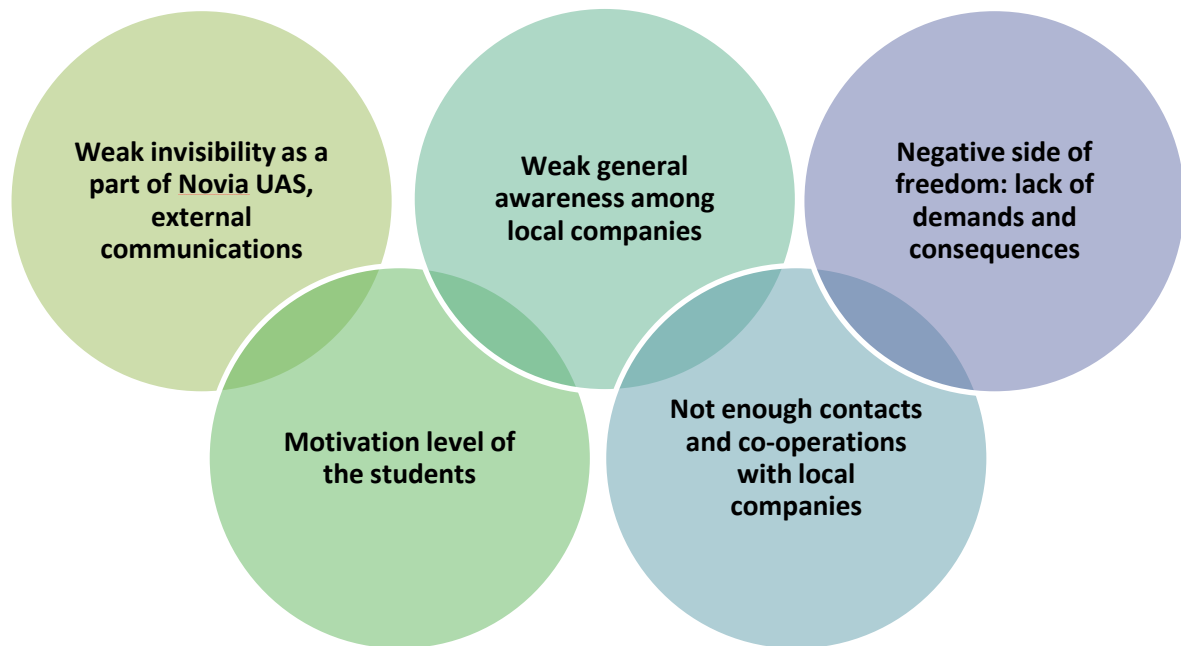 Weak invisibility as a
part of Novia UAS,
external
communications
Weak general
awareness among
local companies
Negative side of
freedom: lack of
demands and
consequences
Motivation level of
the students
Not enough contacts
and co-operations
with local
companies